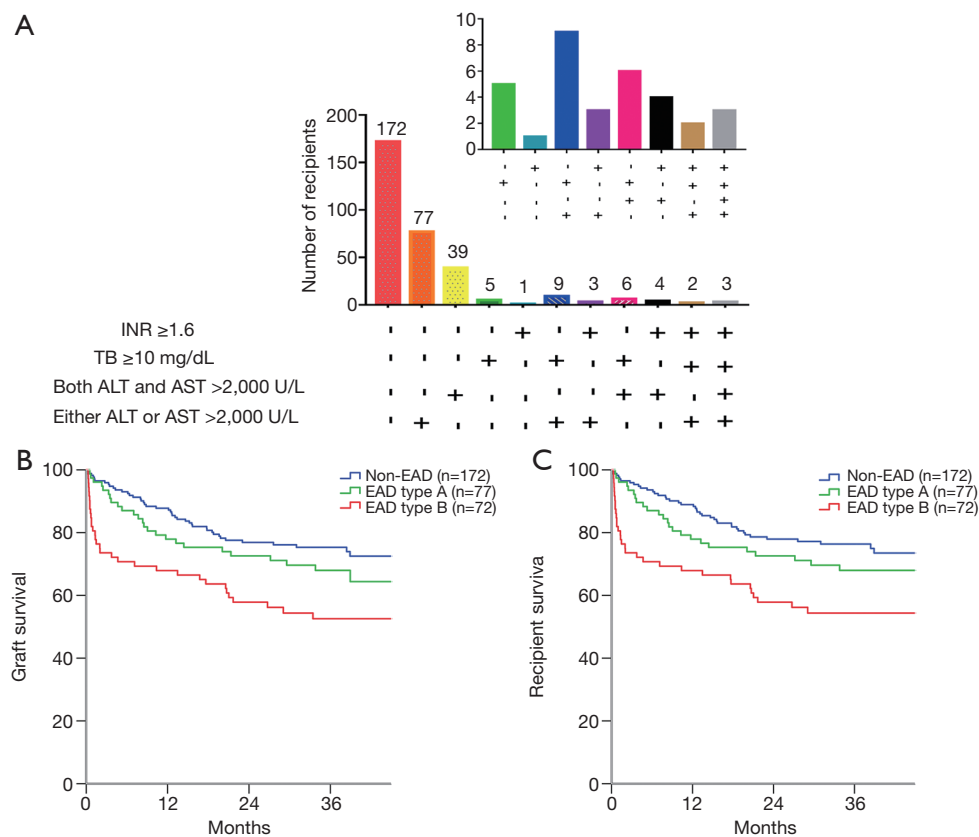 A
10
8
6
4
2
0
- + - + - + + +
+ - + - + - + +
- - - - + + - +
- - + + - - + +
Number of recipients
200
150
100
50
0
172
77
39
5
1
9
3
6
4
2
3
INR ≥1.6 - - - - + - + - + + +
TB ≥10 mg/dL - - - + - + - + - + +
Both ALT and AST >2,000 U/L - - + - - - - + + - +
Either ALT or AST >2,000 U/L - + - - - + + - - + +
B
Graft survival
100
80
60
40
20
0
Non-EAD (n=172)
EAD type A (n=77)
EAD type B (n=72)
0 12 24 36
Months
C
Recipient surviva
100
80
60
40
20
0
Non-EAD (n=172)
EAD type A (n=77)
EAD type B (n=72)
0 12 24 36
Months